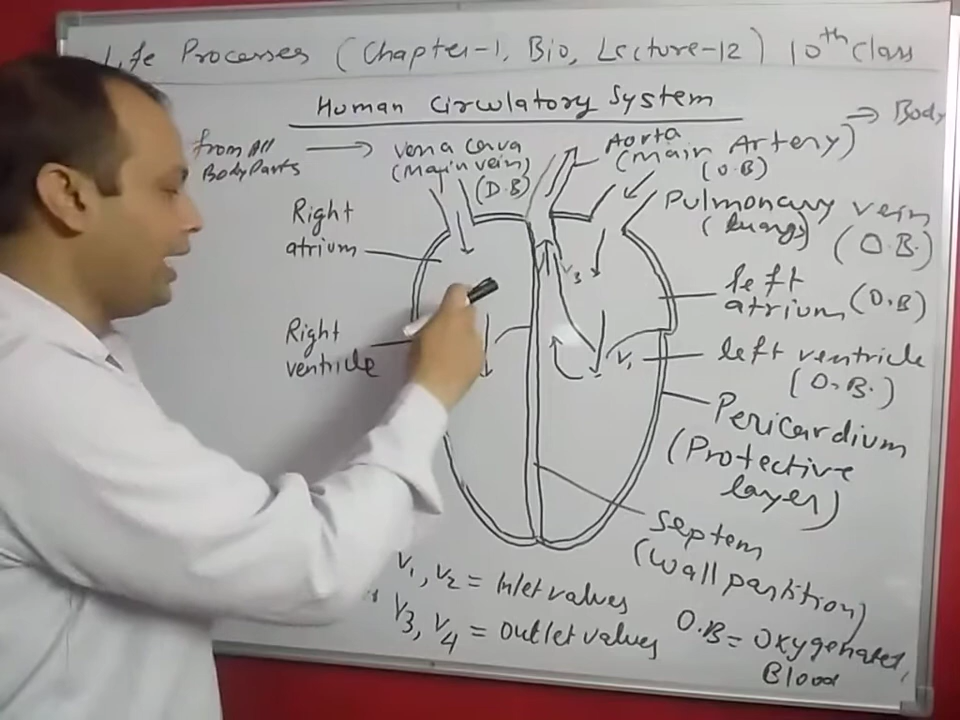 Life Processes (Chapter-1, Bio, Lecture-12) 10th Class
Human Circulatory System
from All
Body Parts
→ vena Cava
(Main vein)
(D.B)
Aorta
(Main Artery)
(O.B)
→ Body
Pulmonary vein
(lungs)
(O.B.)
Right
atrium
left
atrium (O.B)
Right
ventricle
left ventricle
(O.B.)
V3
V1
Pericardium
(Protective
layer)
Septem
(Wall partition)
V1, V2 = Inlet valves
V3, V4 = outlet valves
O.B = Oxygenated
Blood